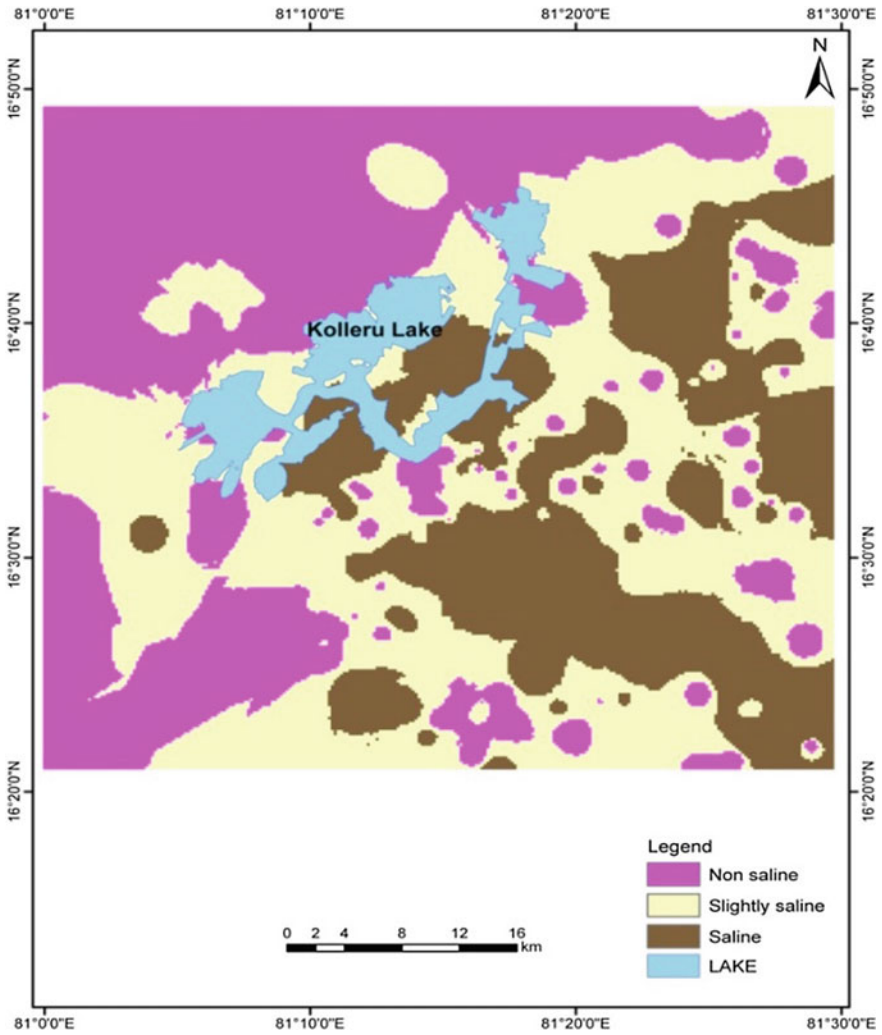 81°0'0"E 81°10'0"E 81°20'0"E 81°30'0"E
N
16°50'0"N 16°50'0"N
16°40'0"N 16°40'0"N
Kolleru Lake
16°30'0"N 16°30'0"N
16°20'0"N 16°20'0"N
Legend
Non saline
Slightly saline
Saline
LAKE
0 2 4 8 12 16
km
81°0'0"E 81°10'0"E 81°20'0"E 81°30'0"E